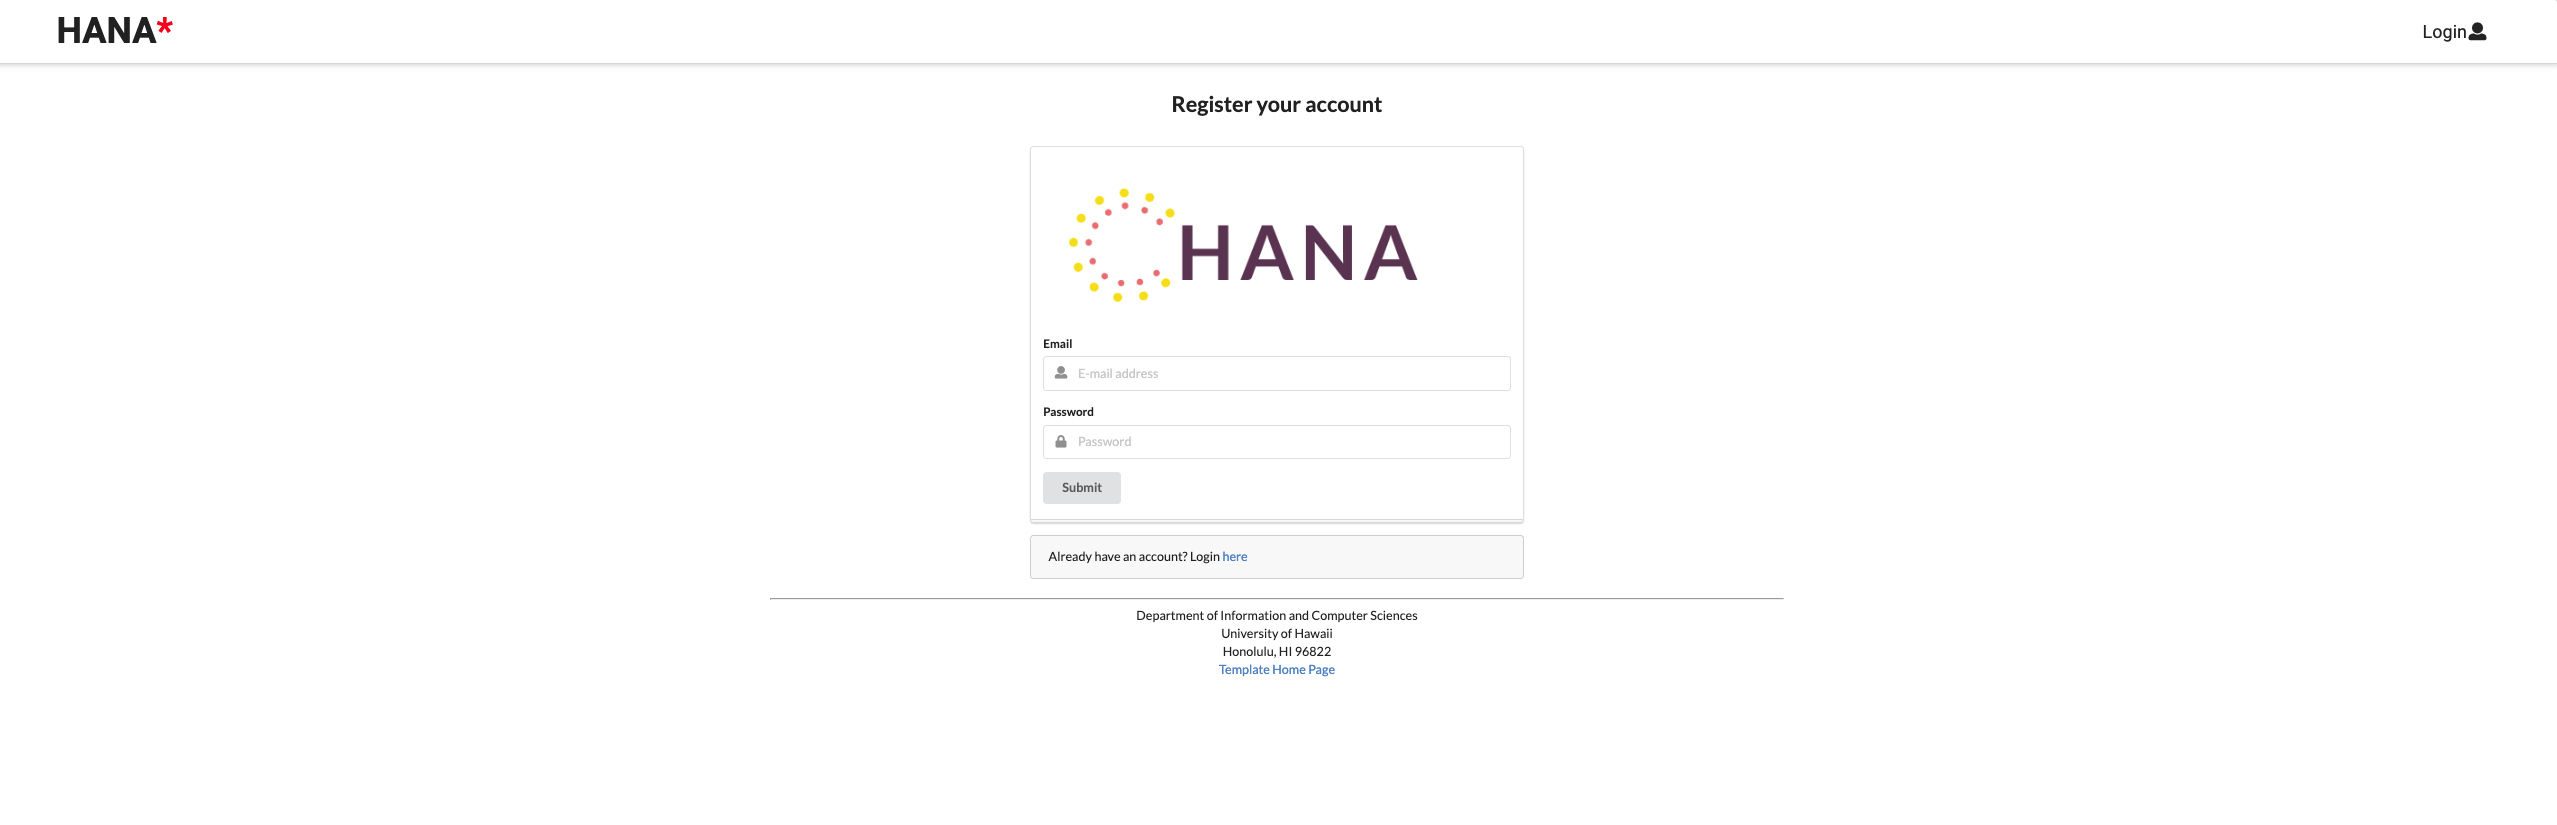 HANA*
Login
Register your account
HANA
Email
E-mail address
Password
Password
Submit
Already have an account? Login here
Department of Information and Computer Sciences
University of Hawaii
Honolulu, HI 96822
Template Home Page